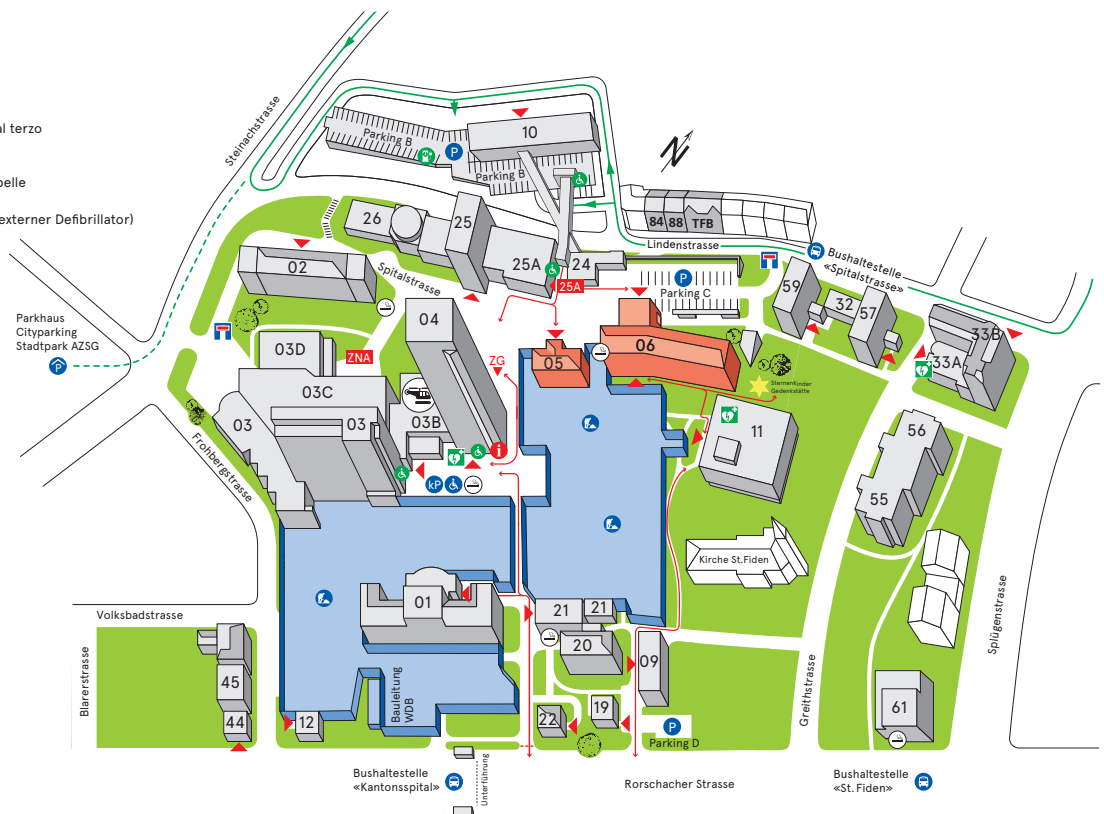 al terzo
pelle
externer Defibrillator)
Steinachstrasse
Parking B
P
10
Parking B
N
84 88 TFB
26
25
25A
24
Lindenstrasse
Bushaltestelle
«Spitalstrasse»
02
Spitalstrasse
25A
P
Parking C
59
32
57
33B
33A
Parkhaus
Cityparking
Stadtpark AZSG
P
04
03D
ZNA
ZG
05
06
Sternenkinder
Gedenkstätte
03C
03
03
03B
i
kP
11
56
55
Frohbergstrasse
Kirche St.Fiden
01
21
21
20
09
Volksbadstrasse
Blarerstrasse
45
44
12
Bauleitung
WDB
22
19
P
Parking D
Greithstrasse
Splügenstrasse
61
Bushaltestelle
«Kantonsspital»
Unterführung
Rorschacher Strasse
Bushaltestelle
«St. Fiden»